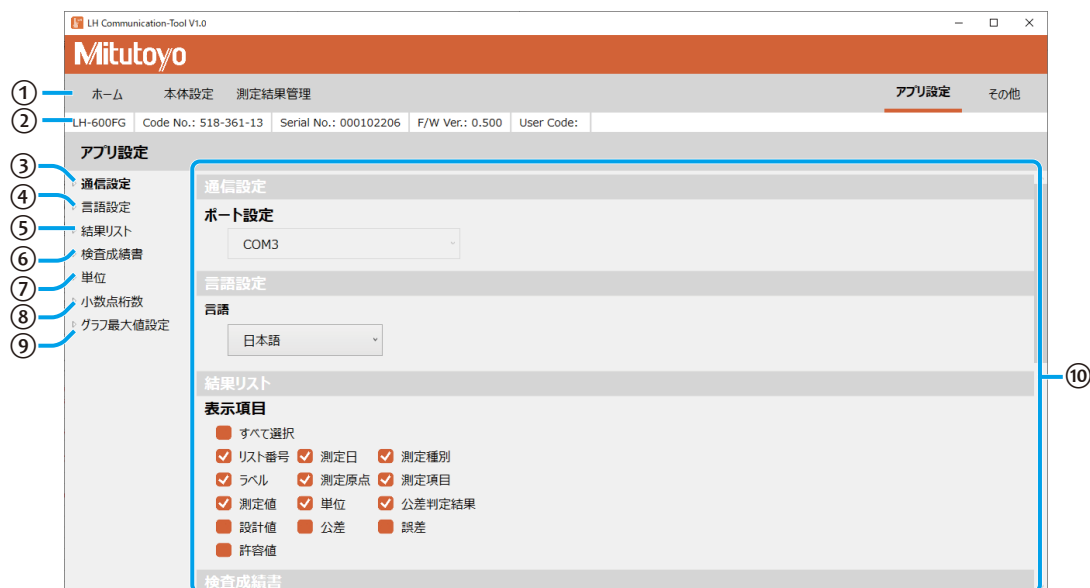 LH Communication-Tool V1.0
Mitutoyo
① ホーム 本体設定 測定結果管理 アプリ設定 その他
② LH-600FG Code No.: 518-361-13 Serial No.: 000102206 F/W Ver.: 0.500 User Code:
アプリ設定
③ 通信設定
④ 言語設定
⑤ 結果リスト
⑥ 検査成績書
⑦ 単位
⑧ 小数点桁数
⑨ グラフ最大値設定
⑩
通信設定
ポート設定
COM3
言語設定
言語
日本語
結果リスト
表示項目
すべて選択
リスト番号 測定日 測定種別
ラベル 測定原点 測定項目
測定値 単位 公差判定結果
設計値 公差 誤差
許容値
検査成績書